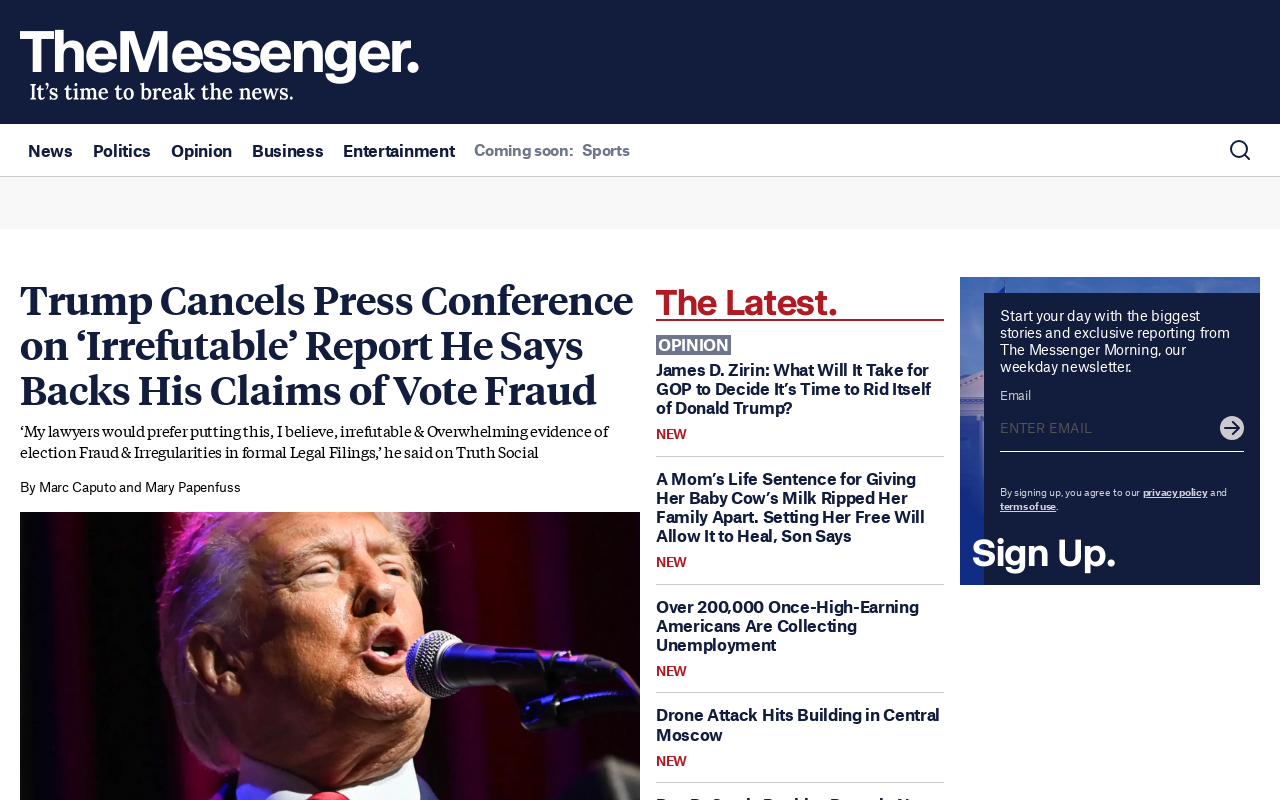 TheMessenger.
It's time to break the news.
News Politics Opinion Business Entertainment Coming soon: Sports
Trump Cancels Press Conference
on ‘Irrefutable’ Report He Says
Backs His Claims of Vote Fraud
‘My lawyers would prefer putting this, I believe, irrefutable & Overwhelming evidence of
election Fraud & Irregularities in formal Legal Filings,’ he said on Truth Social
By Marc Caputo and Mary Papenfuss
The Latest.
OPINION
James D. Zirin: What Will It Take for
GOP to Decide It’s Time to Rid Itself
of Donald Trump?
NEW
A Mom’s Life Sentence for Giving
Her Baby Cow’s Milk Ripped Her
Family Apart. Setting Her Free Will
Allow It to Heal, Son Says
NEW
Over 200,000 Once-High-Earning
Americans Are Collecting
Unemployment
NEW
Drone Attack Hits Building in Central
Moscow
NEW
Start your day with the biggest
stories and exclusive reporting from
The Messenger Morning, our
weekday newsletter.
Email
ENTER EMAIL
By signing up, you agree to our privacy policy and
terms of use.
Sign Up.